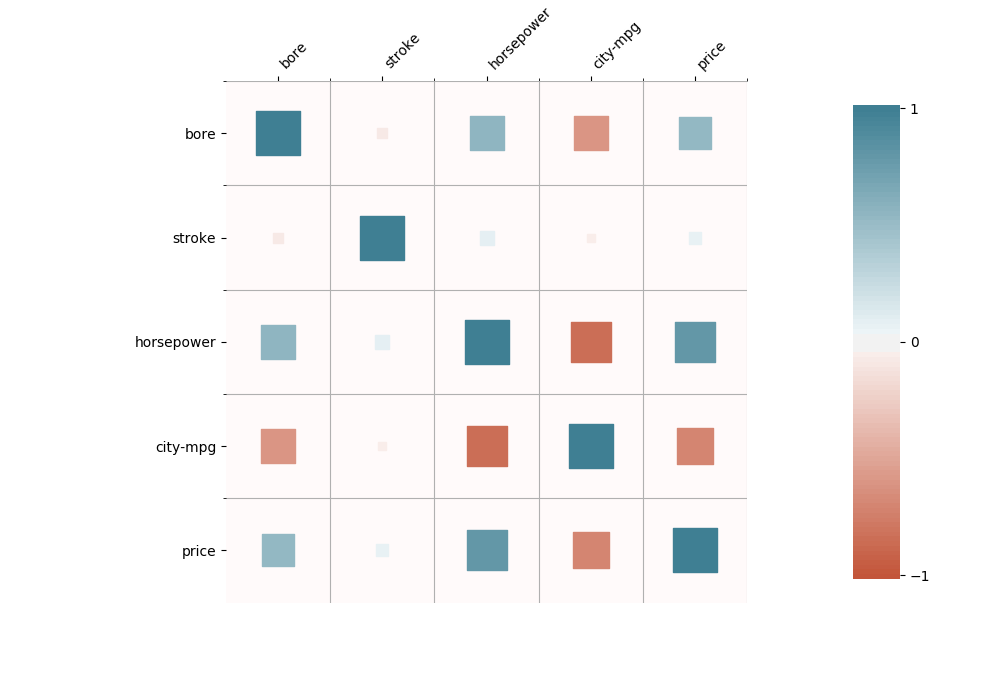 bore
stroke
horsepower
city-mpg
price
bore
stroke
horsepower
city-mpg
price
1
0
−1